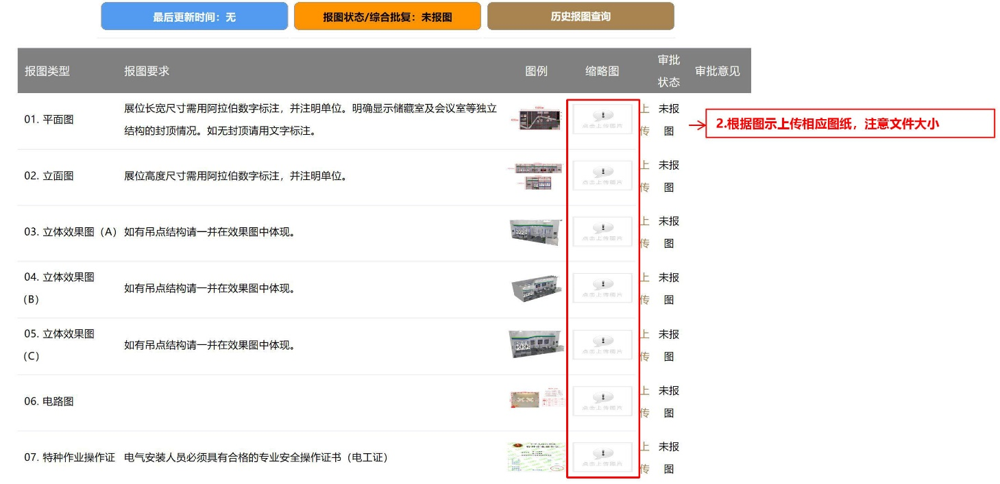 最后更新时间：无
报图状态/综合批复：未报图
历史报图查询
报图类型
报图要求
图例
缩略图
审批
状态
审批意见
01. 平面图
展位长宽尺寸需用阿拉伯数字标注，并注明单位。明确显示储藏室及会议室等独立
结构的封顶情况。如无封顶请用文字标注。
点击上传图片
上
传
未报
图
2.根据图示上传相应图纸，注意文件大小
02. 立面图
展位高度尺寸需用阿拉伯数字标注，并注明单位。
点击上传图片
上
传
未报
图
03. 立体效果图（A）
如有吊点结构请一并在效果图中体现。
点击上传图片
上
传
未报
图
04. 立体效果图
（B）
如有吊点结构请一并在效果图中体现。
点击上传图片
上
传
未报
图
05. 立体效果图
（C）
如有吊点结构请一并在效果图中体现。
点击上传图片
上
传
未报
图
06. 电路图
点击上传图片
上
传
未报
图
07. 特种作业操作证
电气安装人员必须具有合格的专业安全操作证书（电工证）
特种作业操作证
点击上传图片
上
传
未报
图